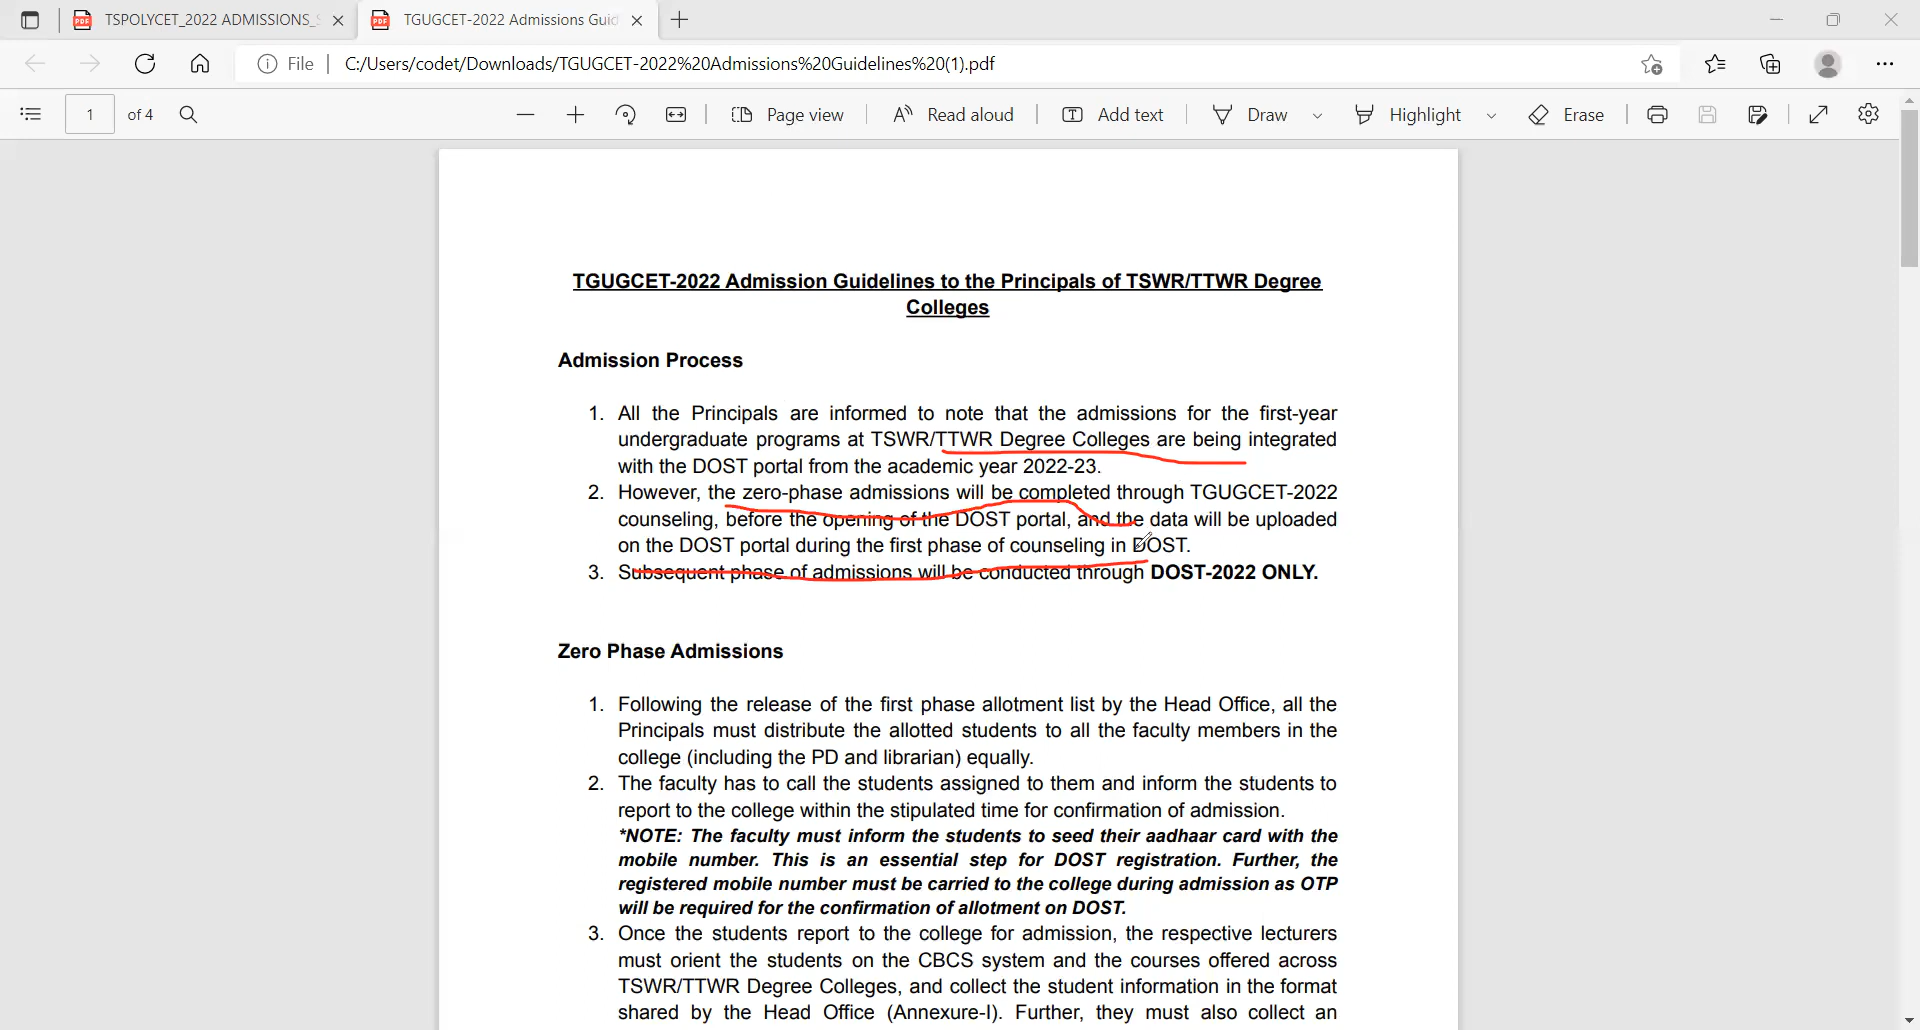 TSPOLYCET_2022 ADMISSIONS_
TGUGCET-2022 Admissions Guid
File
C:/Users/codet/Downloads/TGUGCET-2022%20Admissions%20Guidelines%20(1).pdf
1 of 4
Page view
Read aloud
Add text
Draw
Highlight
Erase
TGUGCET-2022 Admission Guidelines to the Principals of TSWR/TTWR Degree
Colleges
Admission Process
1. All the Principals are informed to note that the admissions for the first-year
undergraduate programs at TSWR/TTWR Degree Colleges are being integrated
with the DOST portal from the academic year 2022-23.
2. However, the zero-phase admissions will be completed through TGUGCET-2022
counseling, before the opening of the DOST portal, and the data will be uploaded
on the DOST portal during the first phase of counseling in DOST.
3. Subsequent phase of admissions will be conducted through DOST-2022 ONLY.
Zero Phase Admissions
1. Following the release of the first phase allotment list by the Head Office, all the
Principals must distribute the allotted students to all the faculty members in the
college (including the PD and librarian) equally.
2. The faculty has to call the students assigned to them and inform the students to
report to the college within the stipulated time for confirmation of admission.
*NOTE: The faculty must inform the students to seed their aadhaar card with the
mobile number. This is an essential step for DOST registration. Further, the
registered mobile number must be carried to the college during admission as OTP
will be required for the confirmation of allotment on DOST.
3. Once the students report to the college for admission, the respective lecturers
must orient the students on the CBCS system and the courses offered across
TSWR/TTWR Degree Colleges, and collect the student information in the format
shared by the Head Office (Annexure-I). Further, they must also collect an